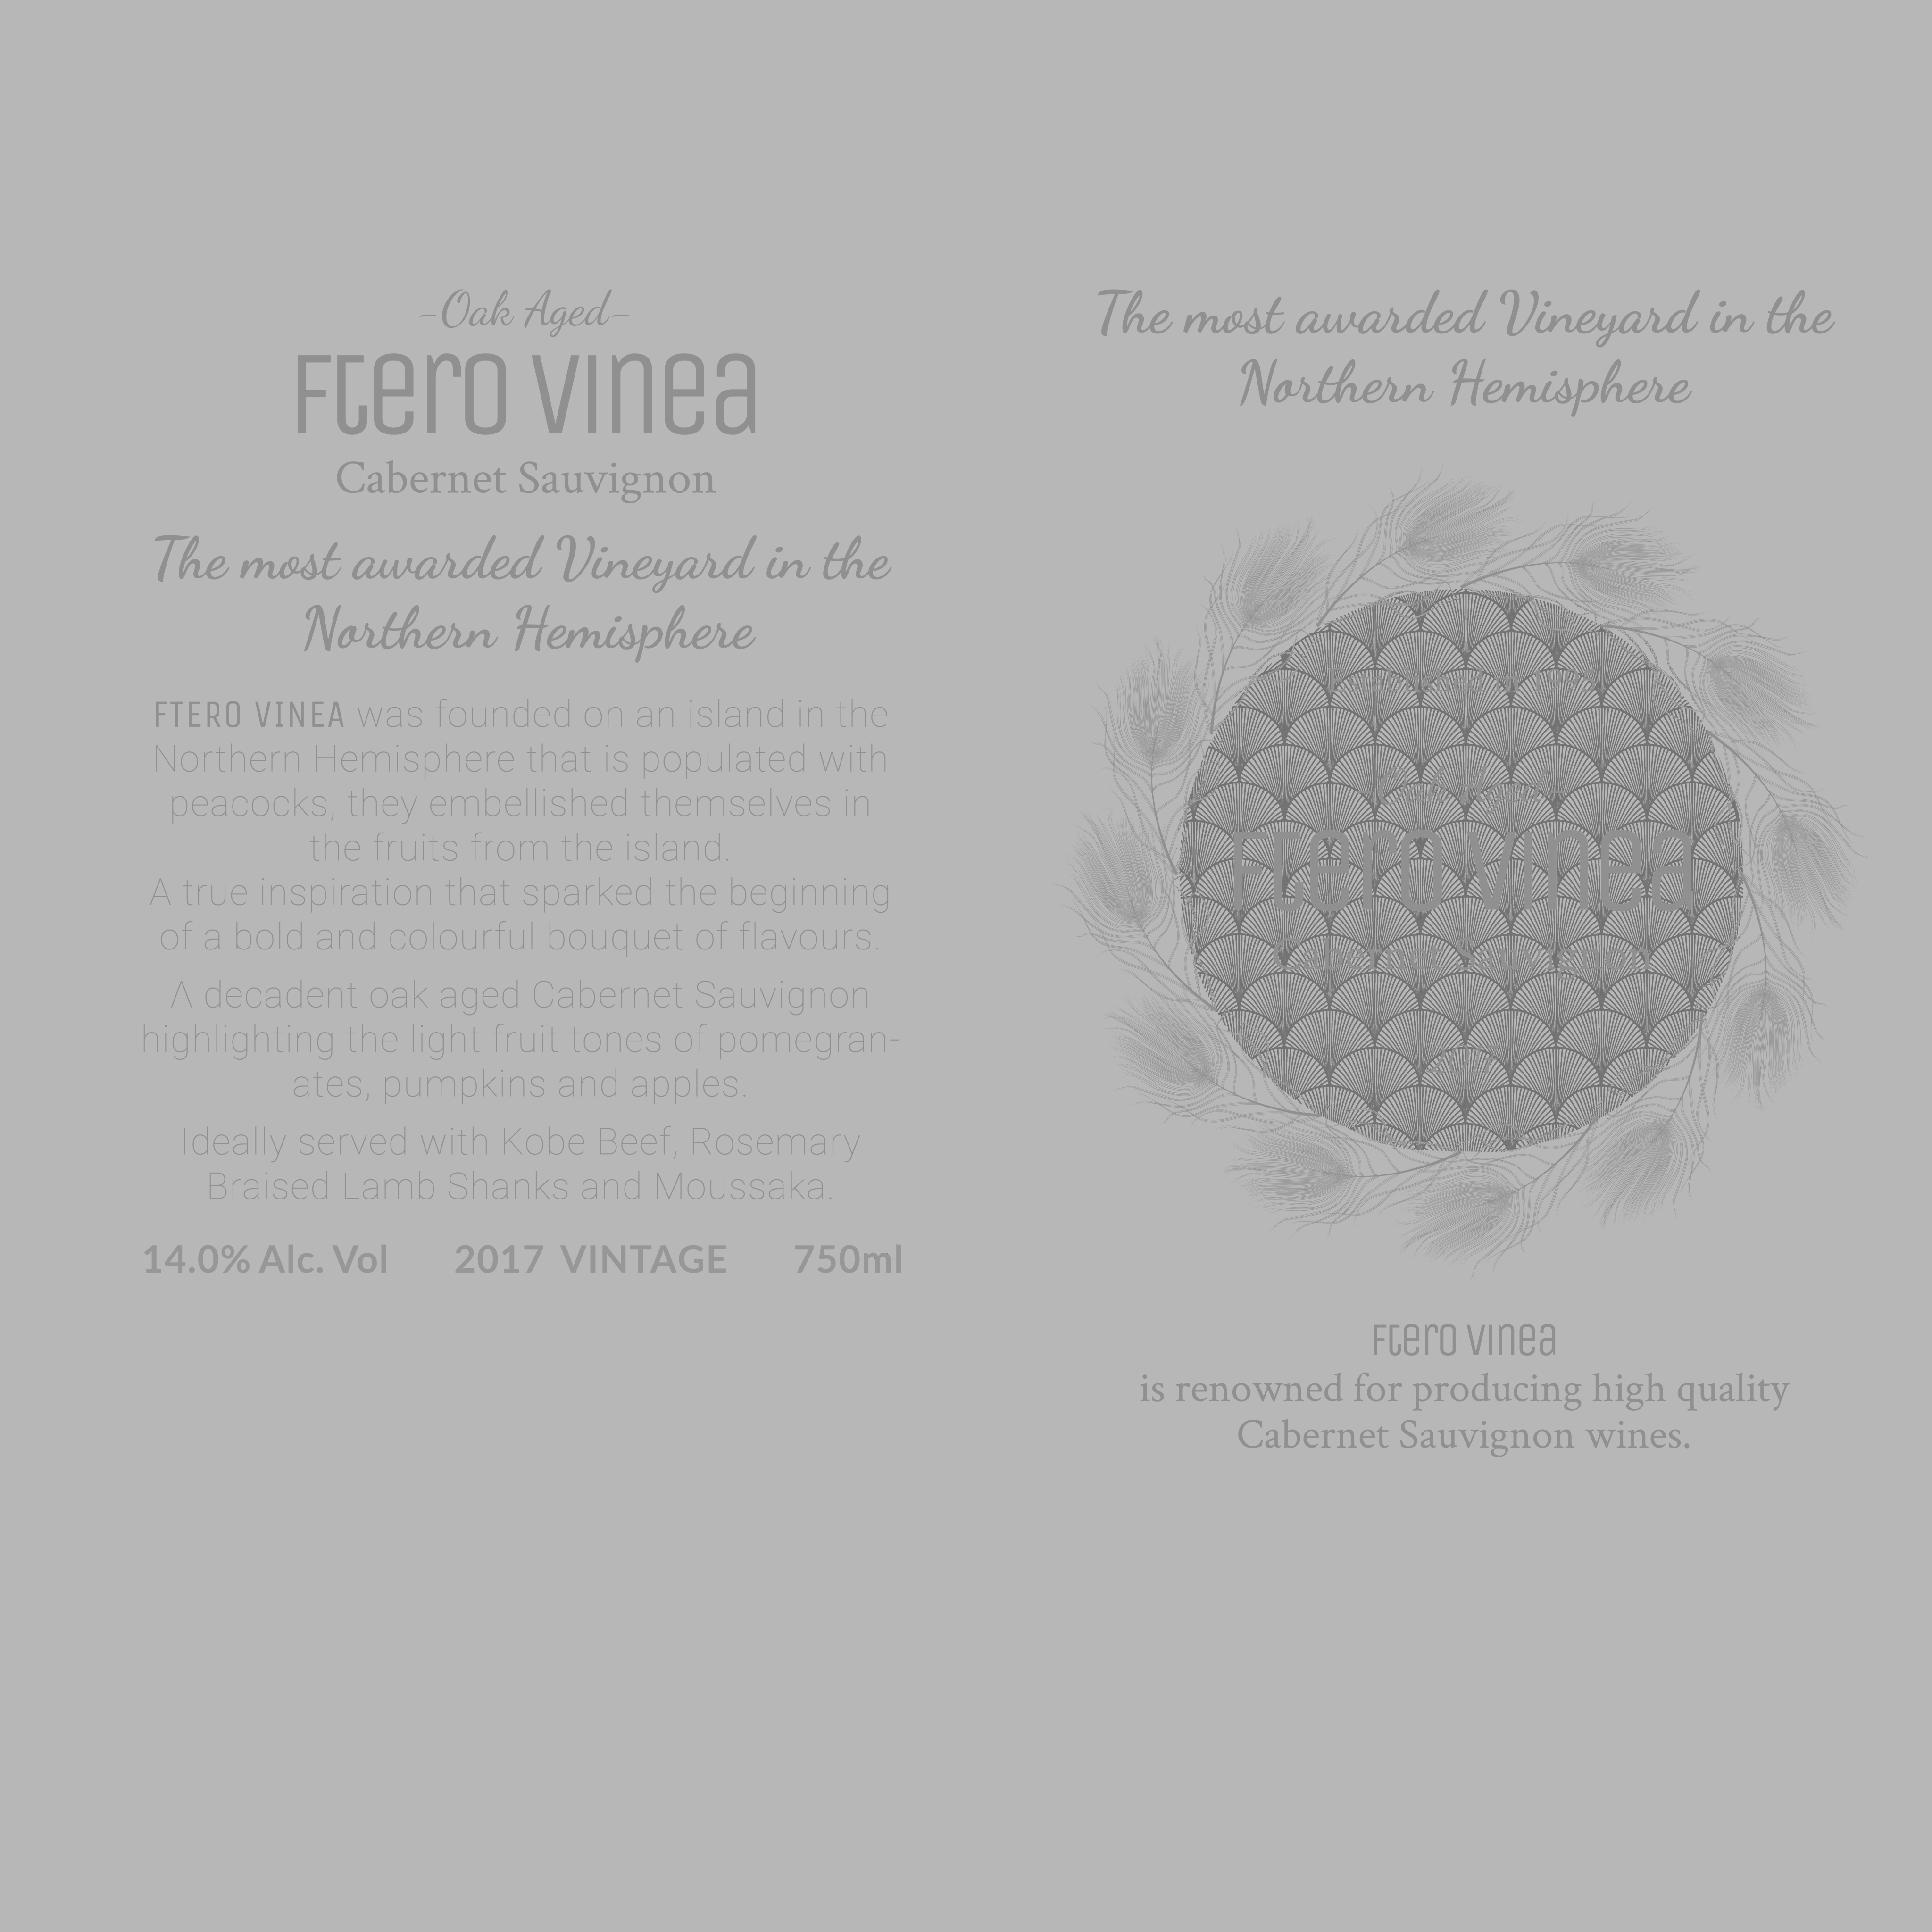 -Oak Aged-
Ftero Vinea
Cabernet Sauvignon
The most awarded Vineyard in the
Northern Hemisphere
FTERO VINEA was founded on an island in the
Northern Hemisphere that is populated with
peacocks, they embellished themselves in
the fruits from the island.
A true inspiration that sparked the beginning
of a bold and colourful bouquet of flavours.
A decadent oak aged Cabernet Sauvignon
highlighting the light fruit tones of pomegran-
ates, pumpkins and apples.
Ideally served with Kobe Beef, Rosemary
Braised Lamb Shanks and Moussaka.
14.0% Alc. Vol 2017 VINTAGE 750ml
The most awarded Vineyard in the
Northern Hemisphere
Oak Aged
Ftero Vinea
Cabernet Sauvignon
Ftero Vinea
is renowned for producing high quality
Cabernet Sauvignon wines.